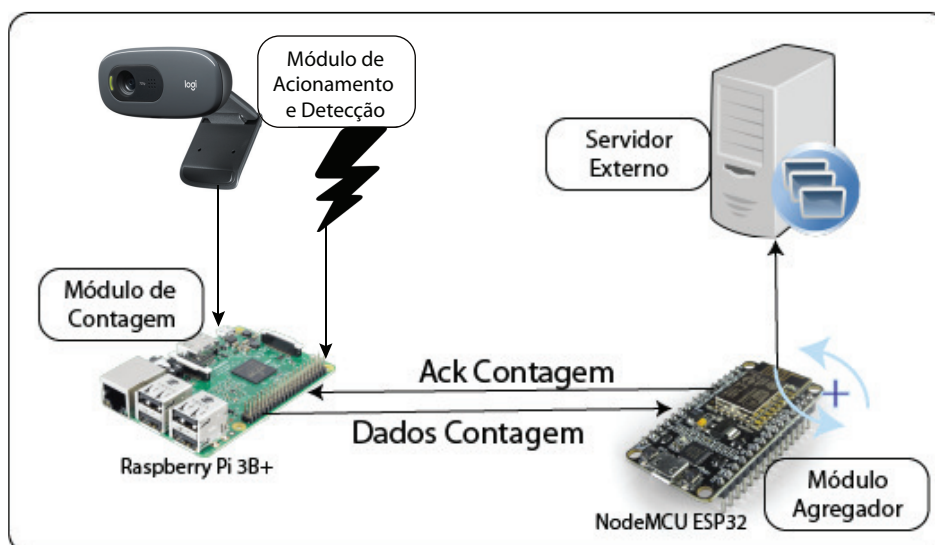 logi
Módulo de
Acionamento
e Detecção
Servidor
Externo
Módulo de
Contagem
Ack Contagem
Dados Contagem
Raspberry Pi 3B+
NodeMCU ESP32
Módulo
Agregador
+